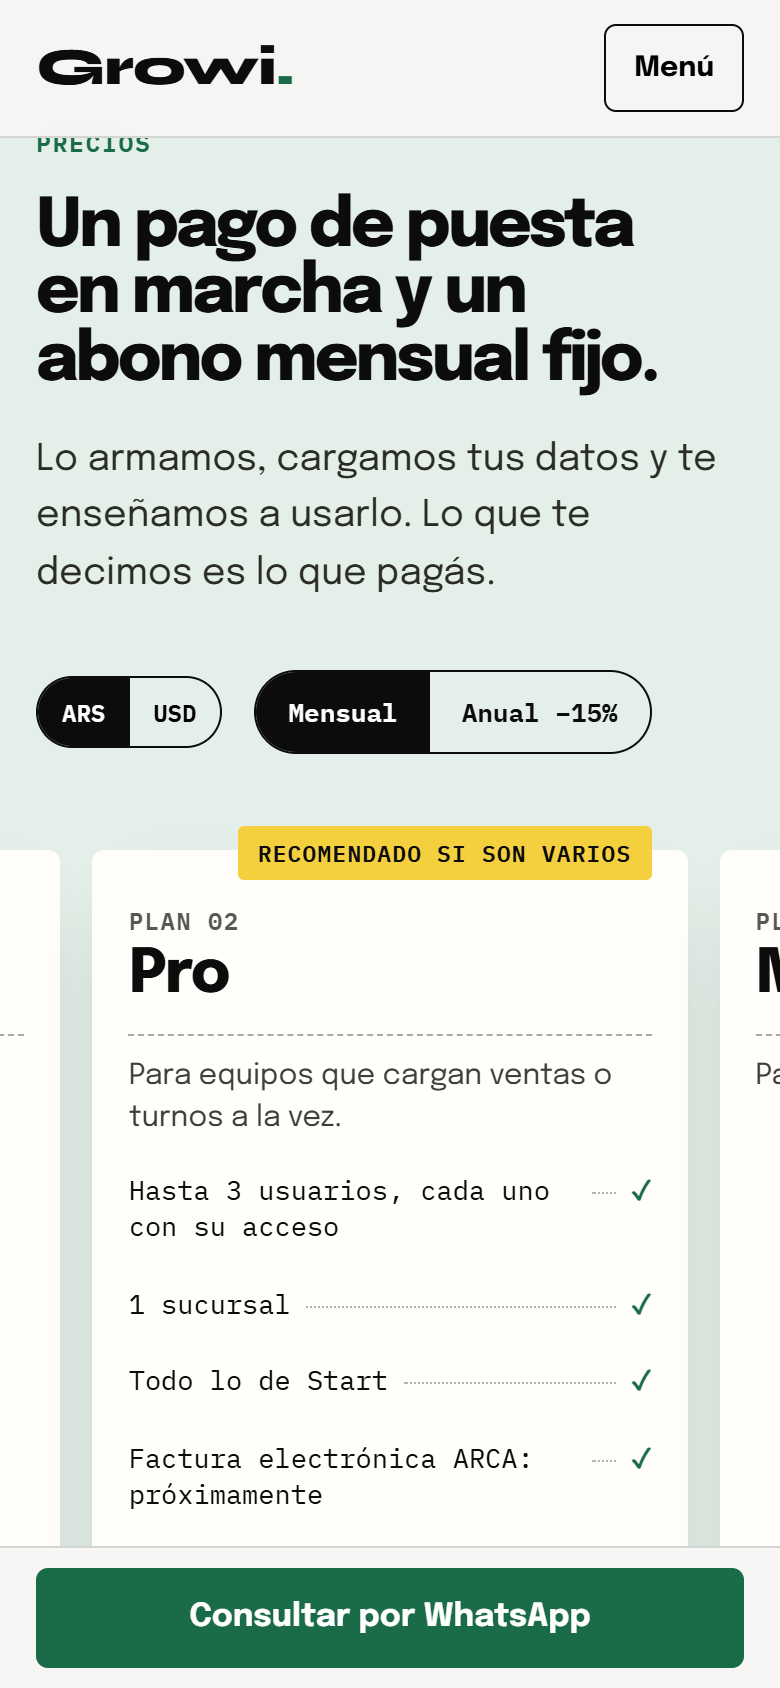 Growi.
Menú
PRECIOS
Un pago de puesta
en marcha y un
abono mensual fijo.
Lo armamos, cargamos tus datos y te
enseñamos a usarlo. Lo que te
decimos es lo que pagás.
ARS USD Mensual Anual −15%
RECOMENDADO SI SON VARIOS
PLAN 02
Pro
Para equipos que cargan ventas o
turnos a la vez.
Hasta 3 usuarios, cada uno ✓
con su acceso
1 sucursal ✓
Todo lo de Start ✓
Factura electrónica ARCA: ✓
próximamente
Consultar por WhatsApp